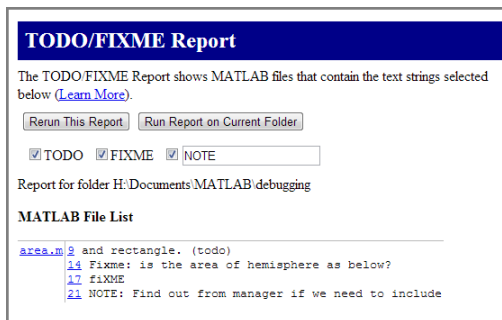 TODO/FIXME Report
The TODO/FIXME Report shows MATLAB files that contain the text strings selected
below (Learn More).
Rerun This Report Run Report on Current Folder
TODO FIXME NOTE
Report for folder H:\Documents\MATLAB\debugging
MATLAB File List
area.m 9 and rectangle. (todo)
14 Fixme: is the area of hemisphere as below?
17 fiXME
21 NOTE: Find out from manager if we need to include